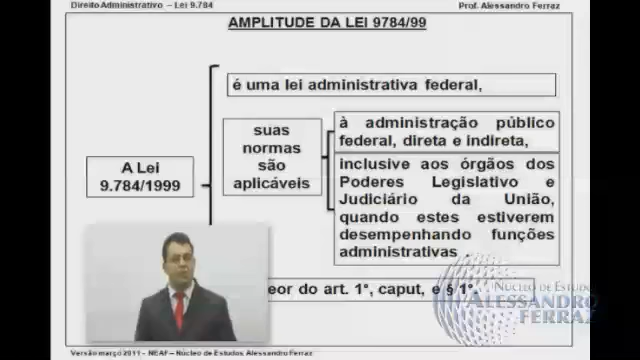 Direito Administrativo – Lei 9.784
Prof. Alessandro Ferraz
AMPLITUDE DA LEI 9784/99
é uma lei administrativa federal,
suas
normas
são
aplicáveis
à administração público
federal, direta e indireta,
inclusive aos órgãos dos
Poderes Legislativo e
Judiciário da União,
quando estes estiverem
desempenhando funções
administrativas
A Lei
9.784/1999
eor do art. 1°, caput, e § 1°
NÚCLEO DE ESTUDOS
ALESSANDRO
FERRAZ
Versão março 2011 - NEAF – Núcleo de Estudos Alessandro Ferraz